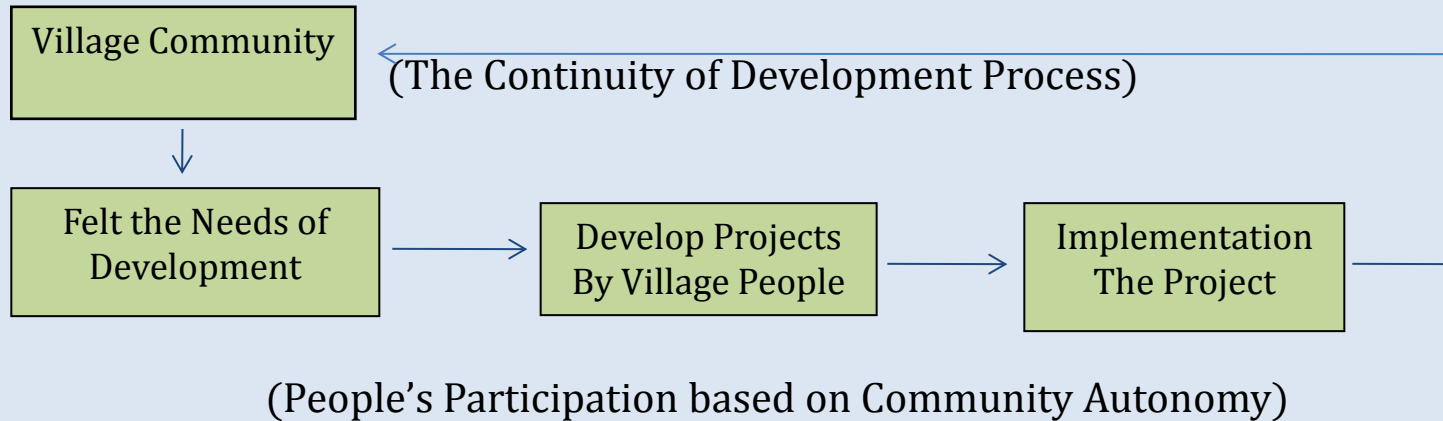 Village Community
(The Continuity of Development Process)
Felt the Needs of
Development
Develop Projects
By Village People
Implementation
The Project
(People’s Participation based on Community Autonomy)